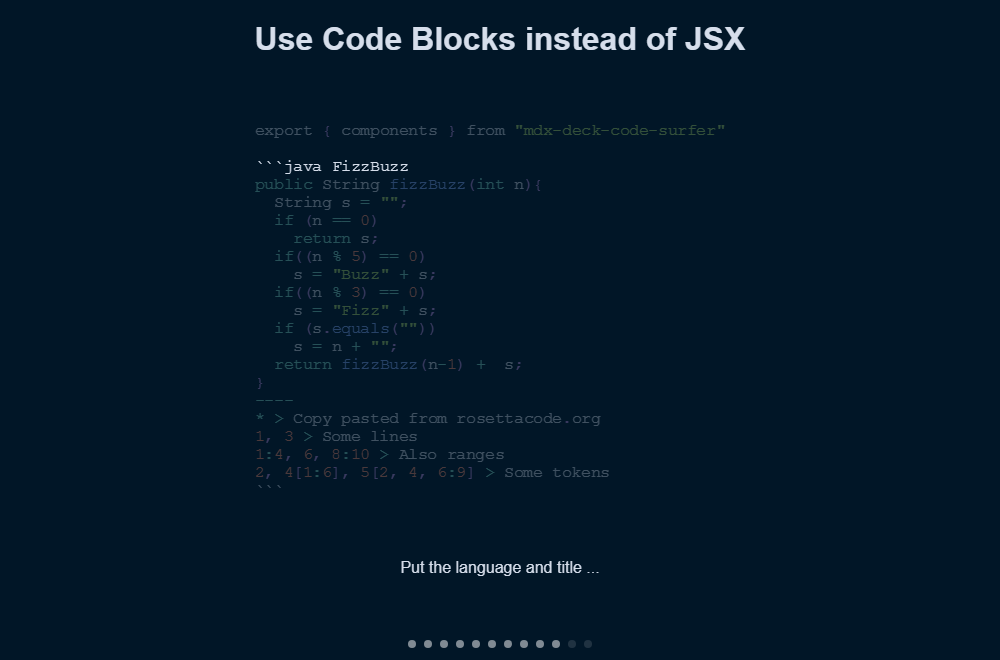 Use Code Blocks instead of JSX
export { components } from "mdx-deck-code-surfer"
```java FizzBuzz
public String fizzBuzz(int n){
  String s = "";
  if (n == 0)
    return s;
  if((n % 5) == 0)
    s = "Buzz" + s;
  if((n % 3) == 0)
    s = "Fizz" + s;
  if (s.equals(""))
    s = n + "";
  return fizzBuzz(n-1) +  s;
}
----
* > Copy pasted from rosettacode.org
1, 3 > Some lines
1:4, 6, 8:10 > Also ranges
2, 4[1:6], 5[2, 4, 6:9] > Some tokens
```
Put the language and title ...